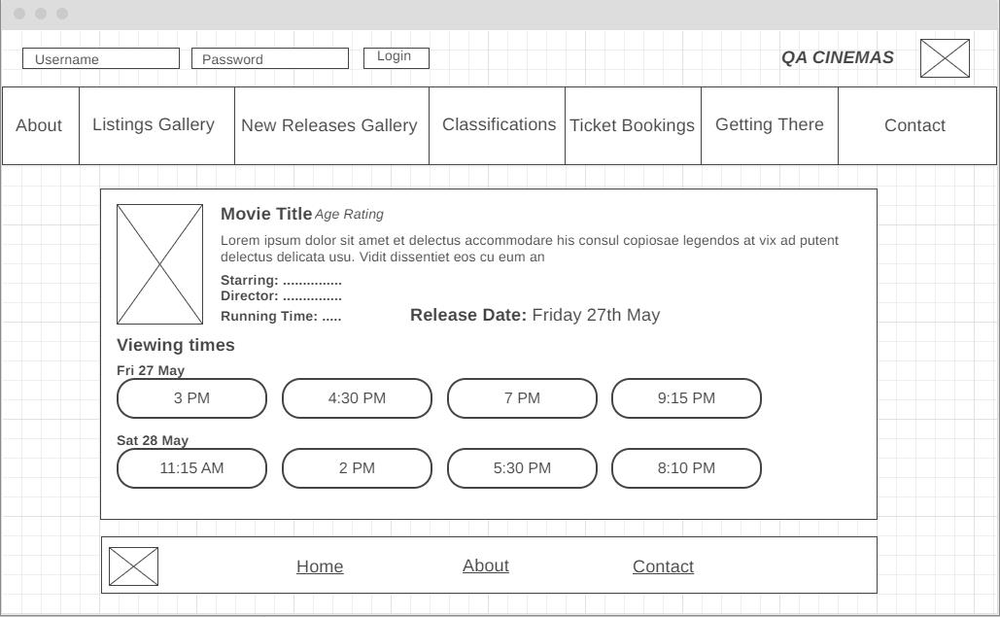 Username Password Login QA CINEMAS
About Listings Gallery New Releases Gallery Classifications Ticket Bookings Getting There Contact
Movie Title Age Rating
Lorem ipsum dolor sit amet et delectus accommodare his consul copiosae legendos at vix ad putent
delectus delicata usu. Vidit dissentiet eos cu eum an
Starring: ...............
Director: ...............
Running Time: ..... Release Date: Friday 27th May
Viewing times
Fri 27 May
3 PM 4:30 PM 7 PM 9:15 PM
Sat 28 May
11:15 AM 2 PM 5:30 PM 8:10 PM
Home About Contact